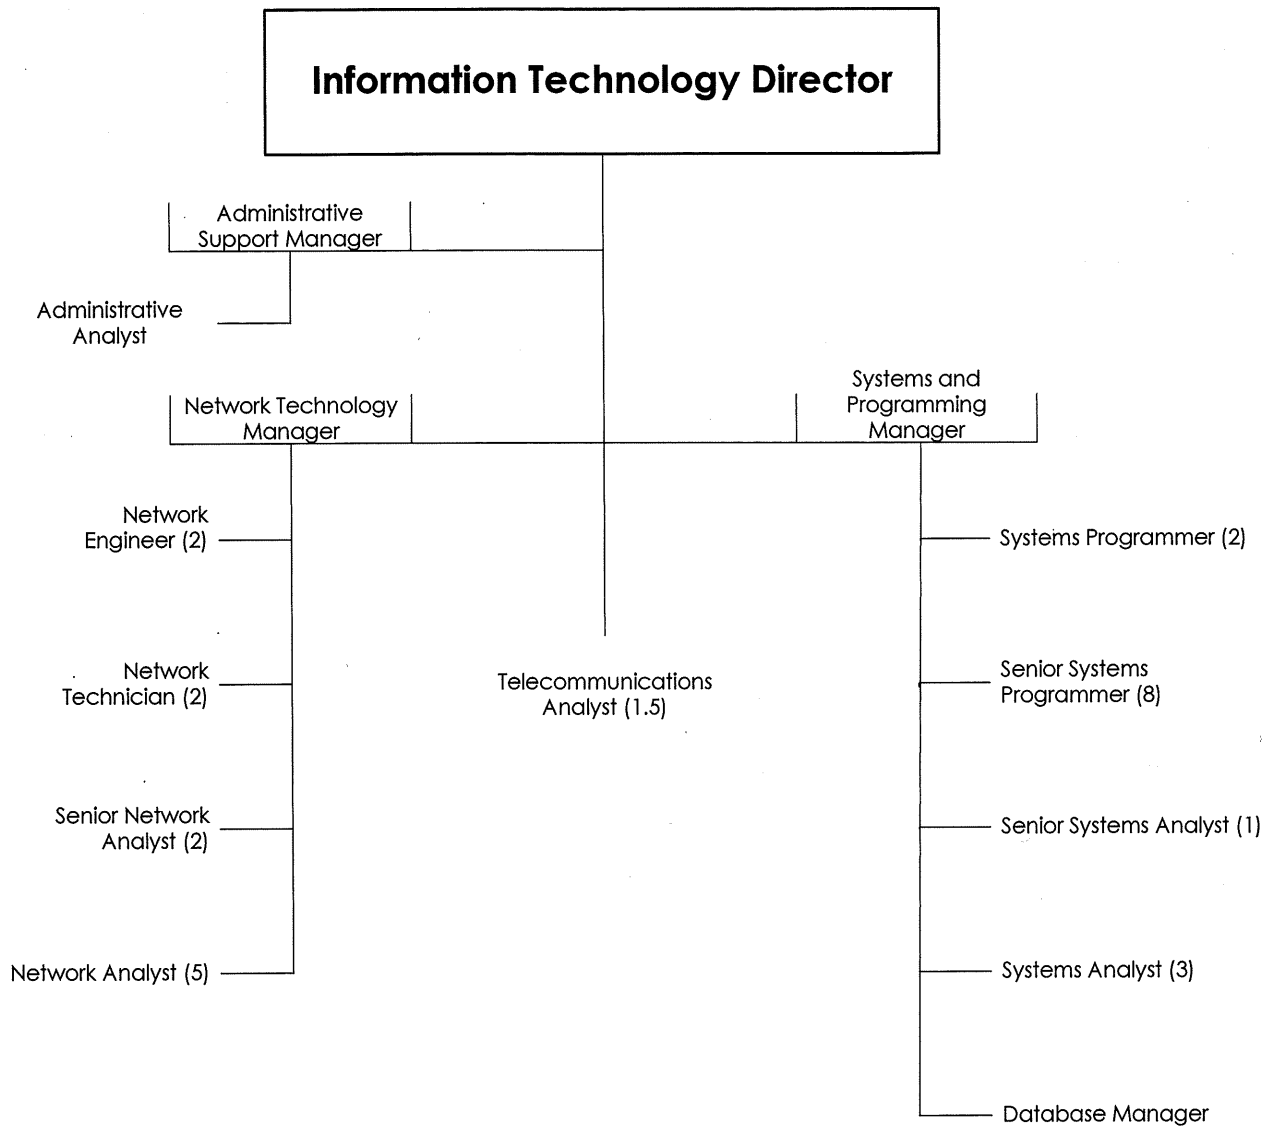 Information Technology Director
Administrative
Support Manager
Administrative
Analyst
Network Technology
Manager
Systems and
Programming
Manager
Network
Engineer (2)
Network
Technician (2)
Senior Network
Analyst (2)
Network Analyst (5)
Telecommunications
Analyst (1.5)
Systems Programmer (2)
Senior Systems
Programmer (8)
Senior Systems Analyst (1)
Systems Analyst (3)
Database Manager